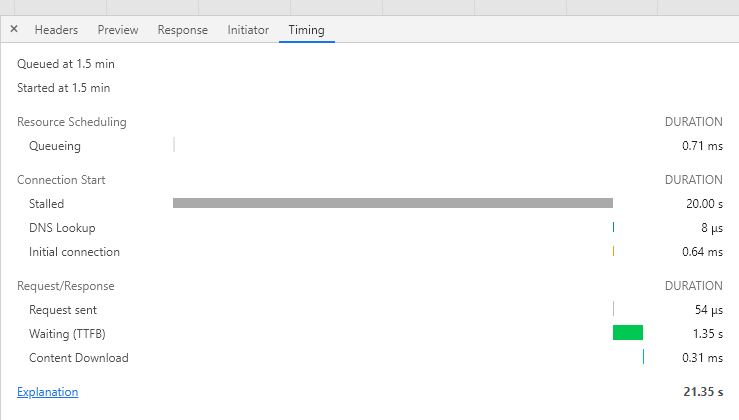 × Headers Preview Response Initiator Timing
Queued at 1.5 min
Started at 1.5 min
Resource Scheduling DURATION
Queueing 0.71 ms
Connection Start DURATION
Stalled 20.00 s
DNS Lookup 8 µs
Initial connection 0.64 ms
Request/Response DURATION
Request sent 54 µs
Waiting (TTFB) 1.35 s
Content Download 0.31 ms
Explanation 21.35 s